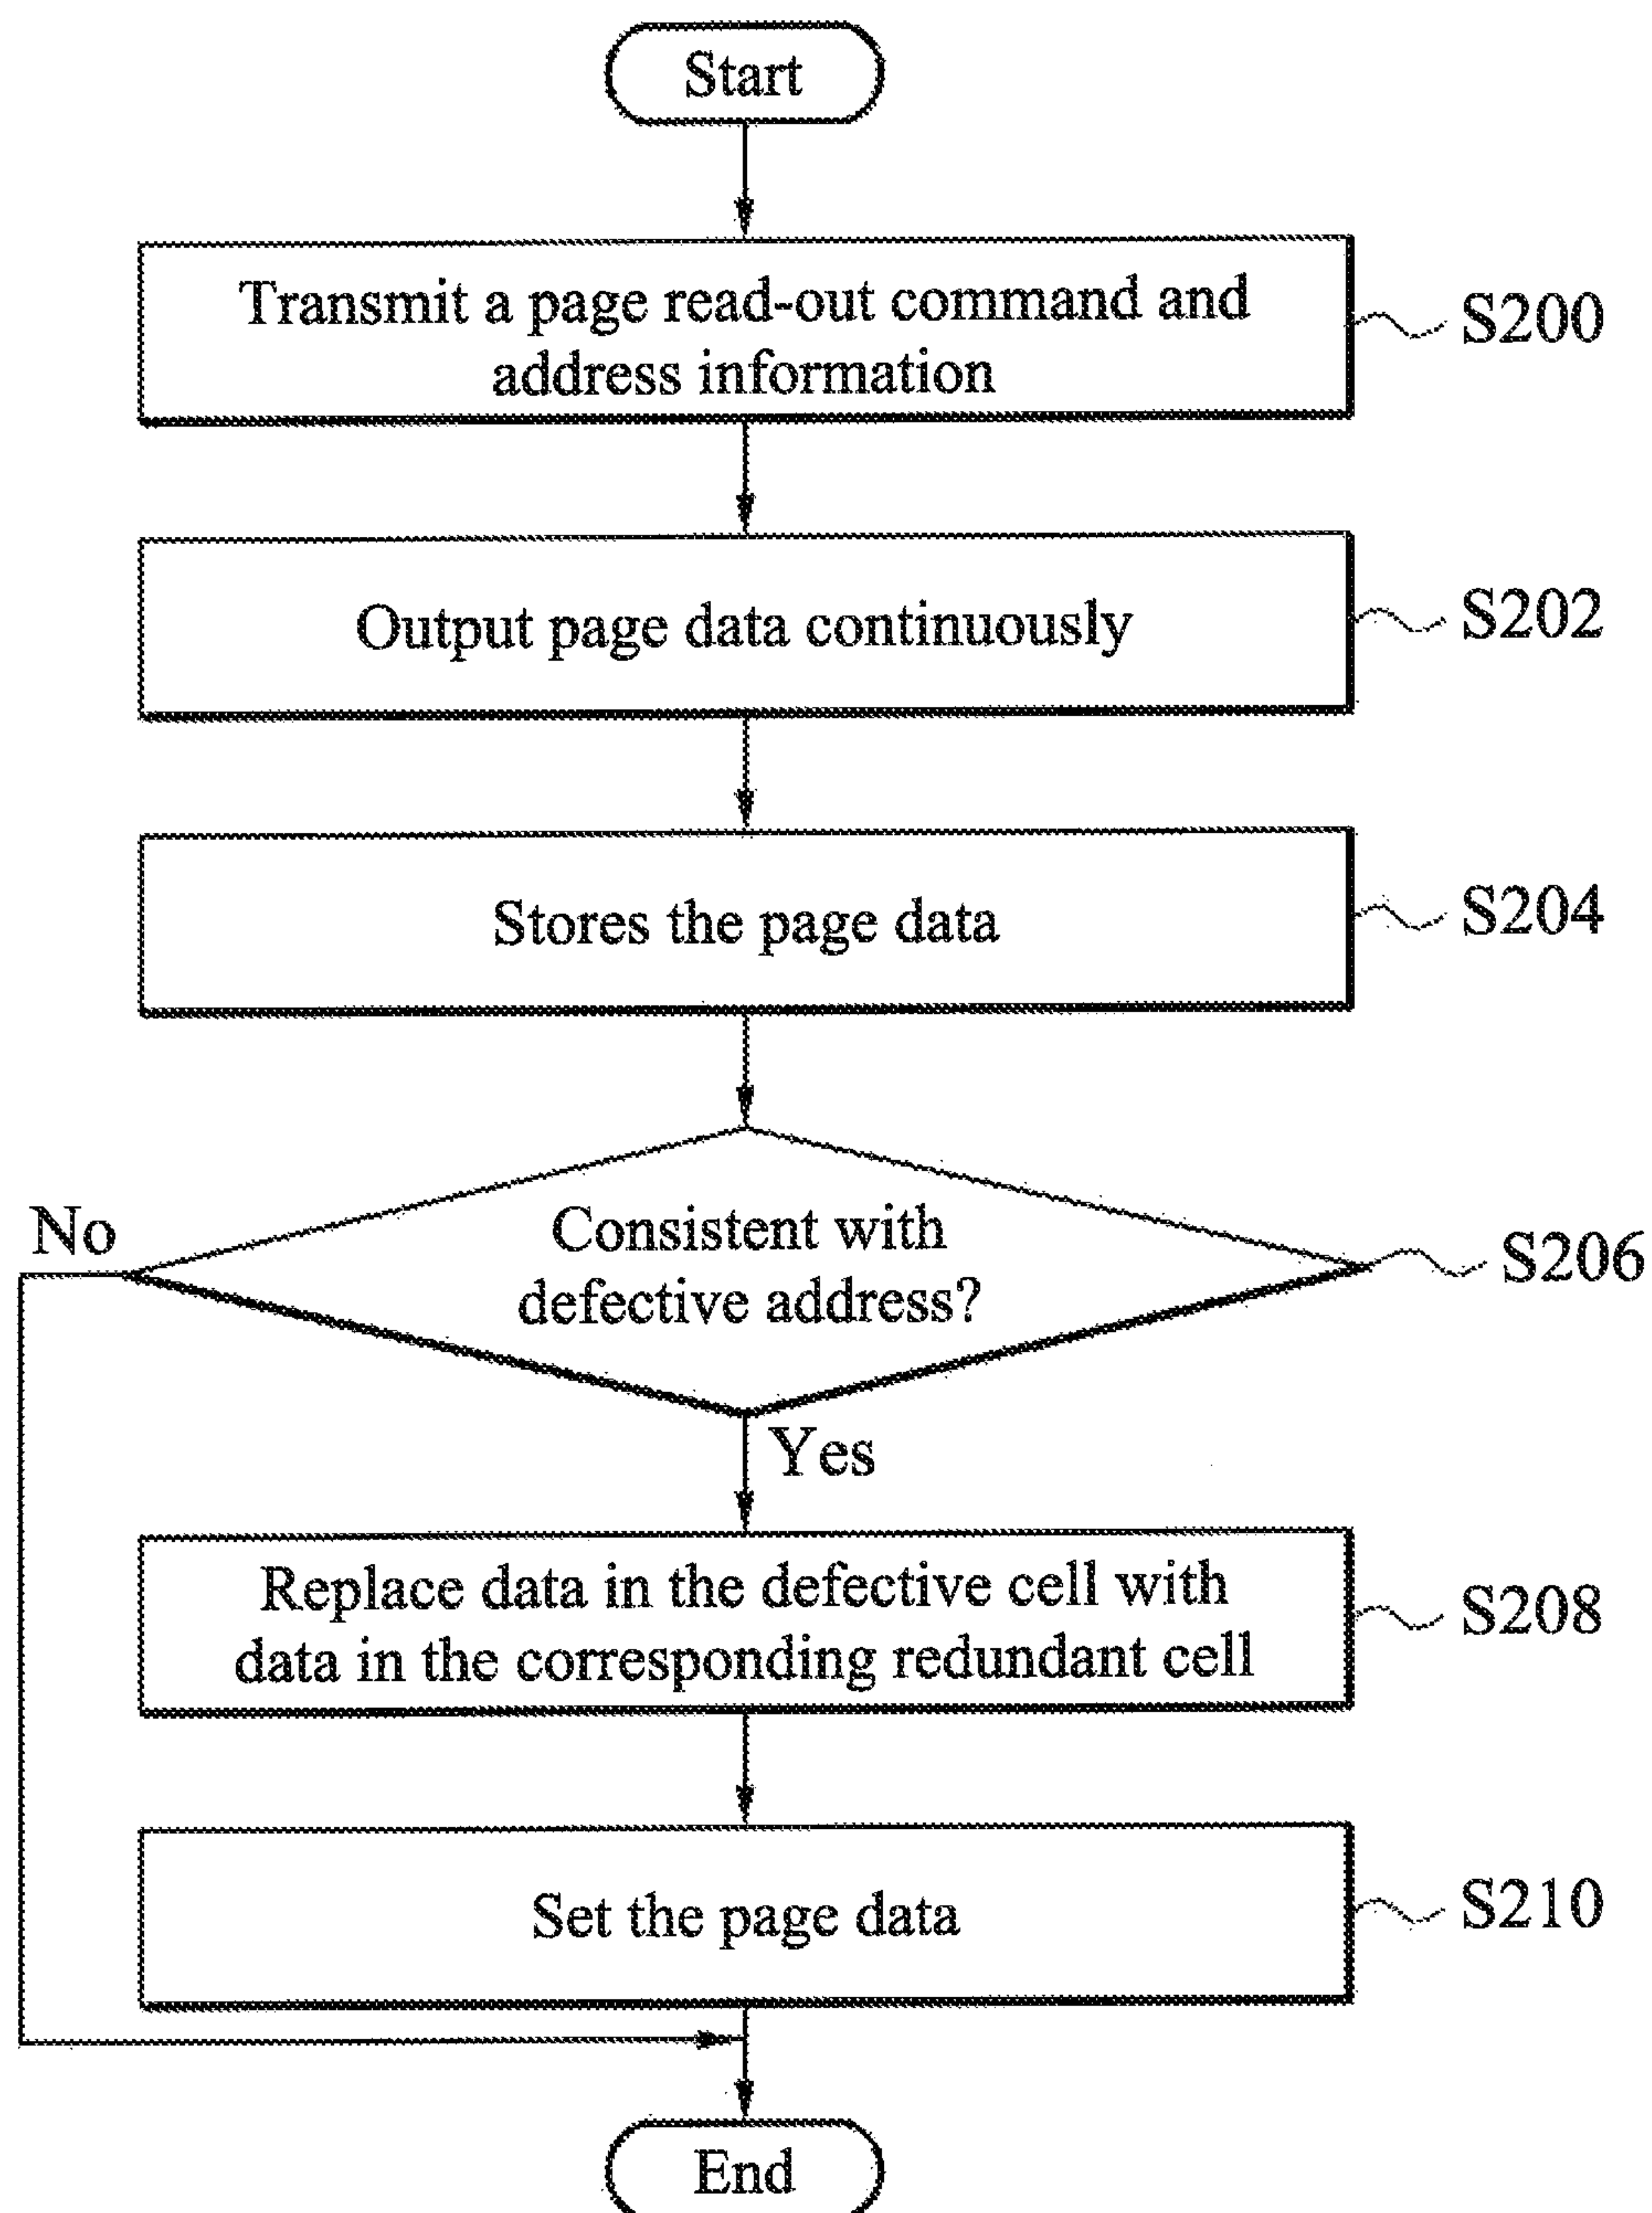 Start
Transmit a page read-out command and
address information
S200
Output page data continuously
S202
Stores the page data
S204
No
Consistent with
defective address?
S206
Yes
Replace data in the defective cell with
data in the corresponding redundant cell
S208
Set the page data
S210
End